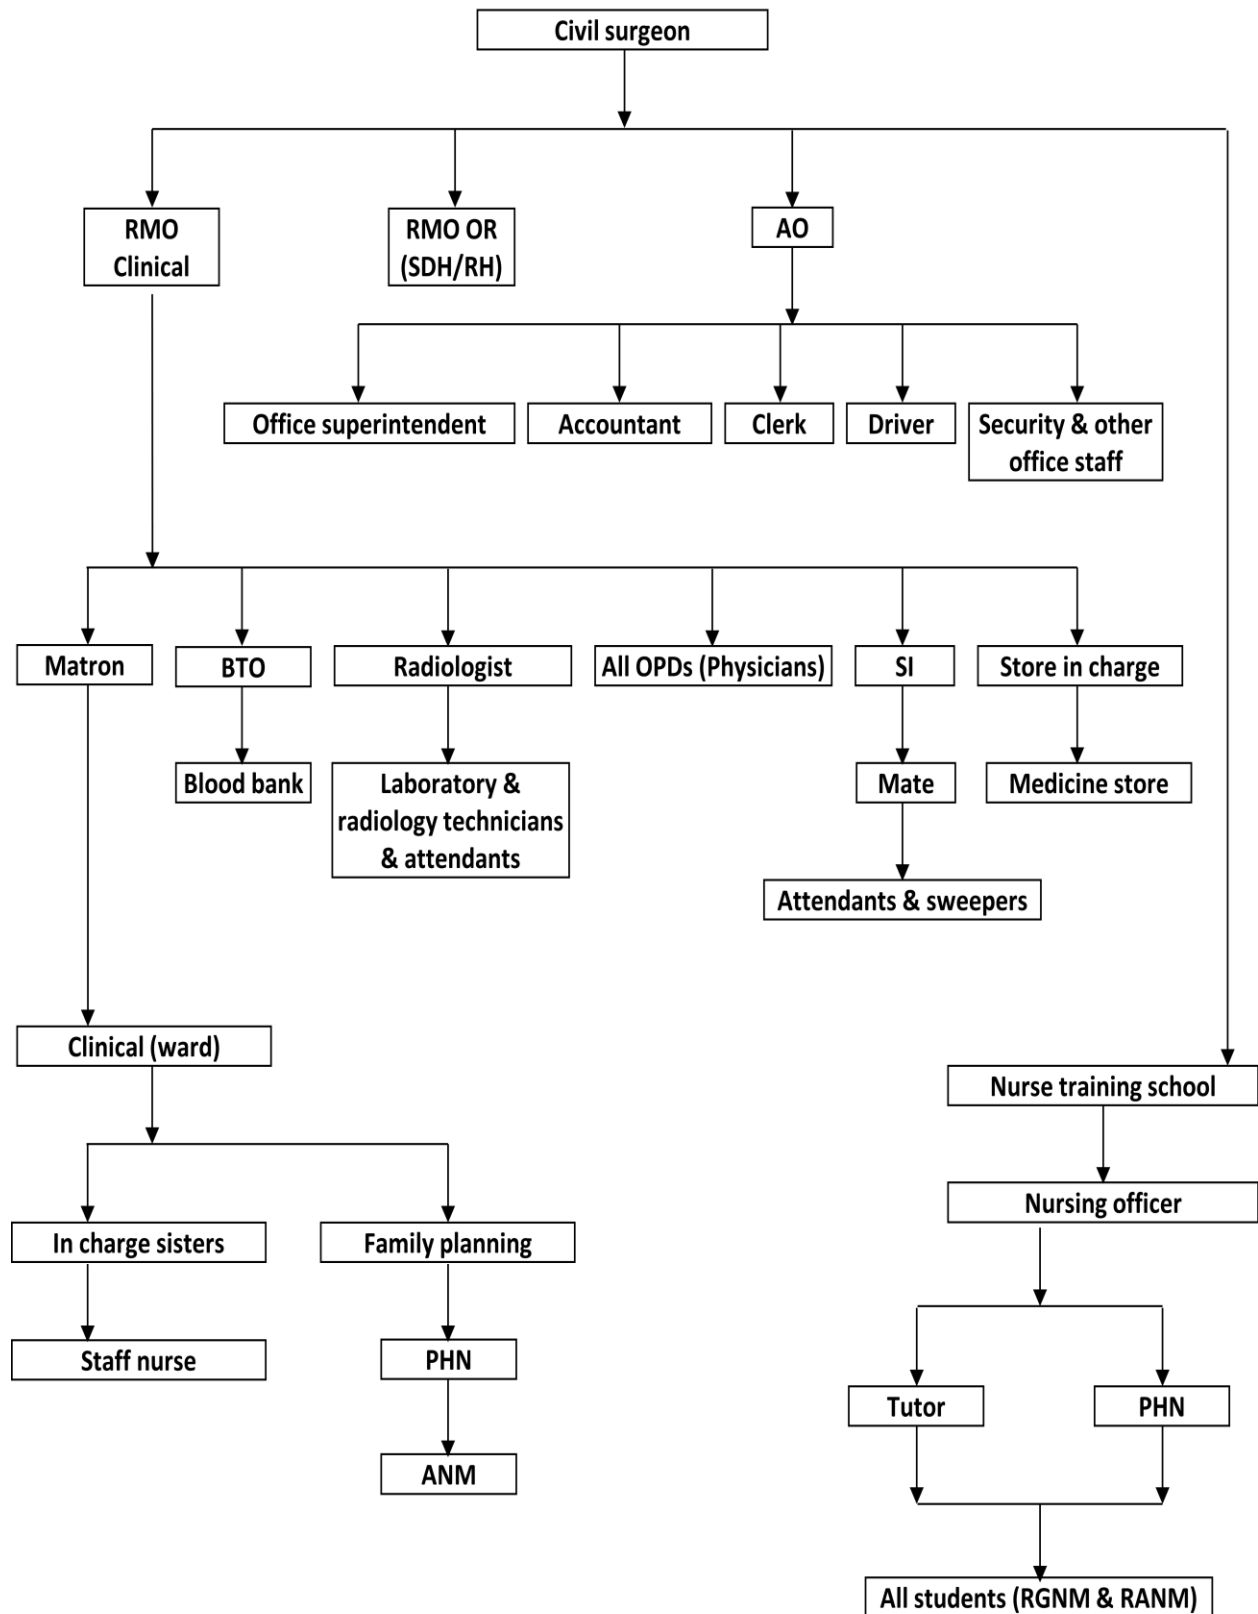 Civil surgeon
RMO
Clinical
RMO OR
(SDH/RH)
AO
Office superintendent
Accountant
Clerk
Driver
Security & other
office staff
Matron
BTO
Radiologist
All OPDs (Physicians)
SI
Store in charge
Blood bank
Laboratory &
radiology technicians
& attendants
Mate
Medicine store
Attendants & sweepers
Clinical (ward)
Nurse training school
Nursing officer
In charge sisters
Family planning
Staff nurse
PHN
Tutor
PHN
ANM
All students (RGNM & RANM)